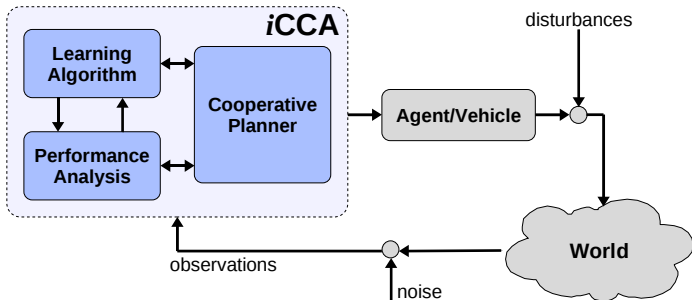 iCCA
disturbances
Learning
Algorithm
Cooperative
Planner
Agent/Vehicle
Performance
Analysis
World
observations
noise